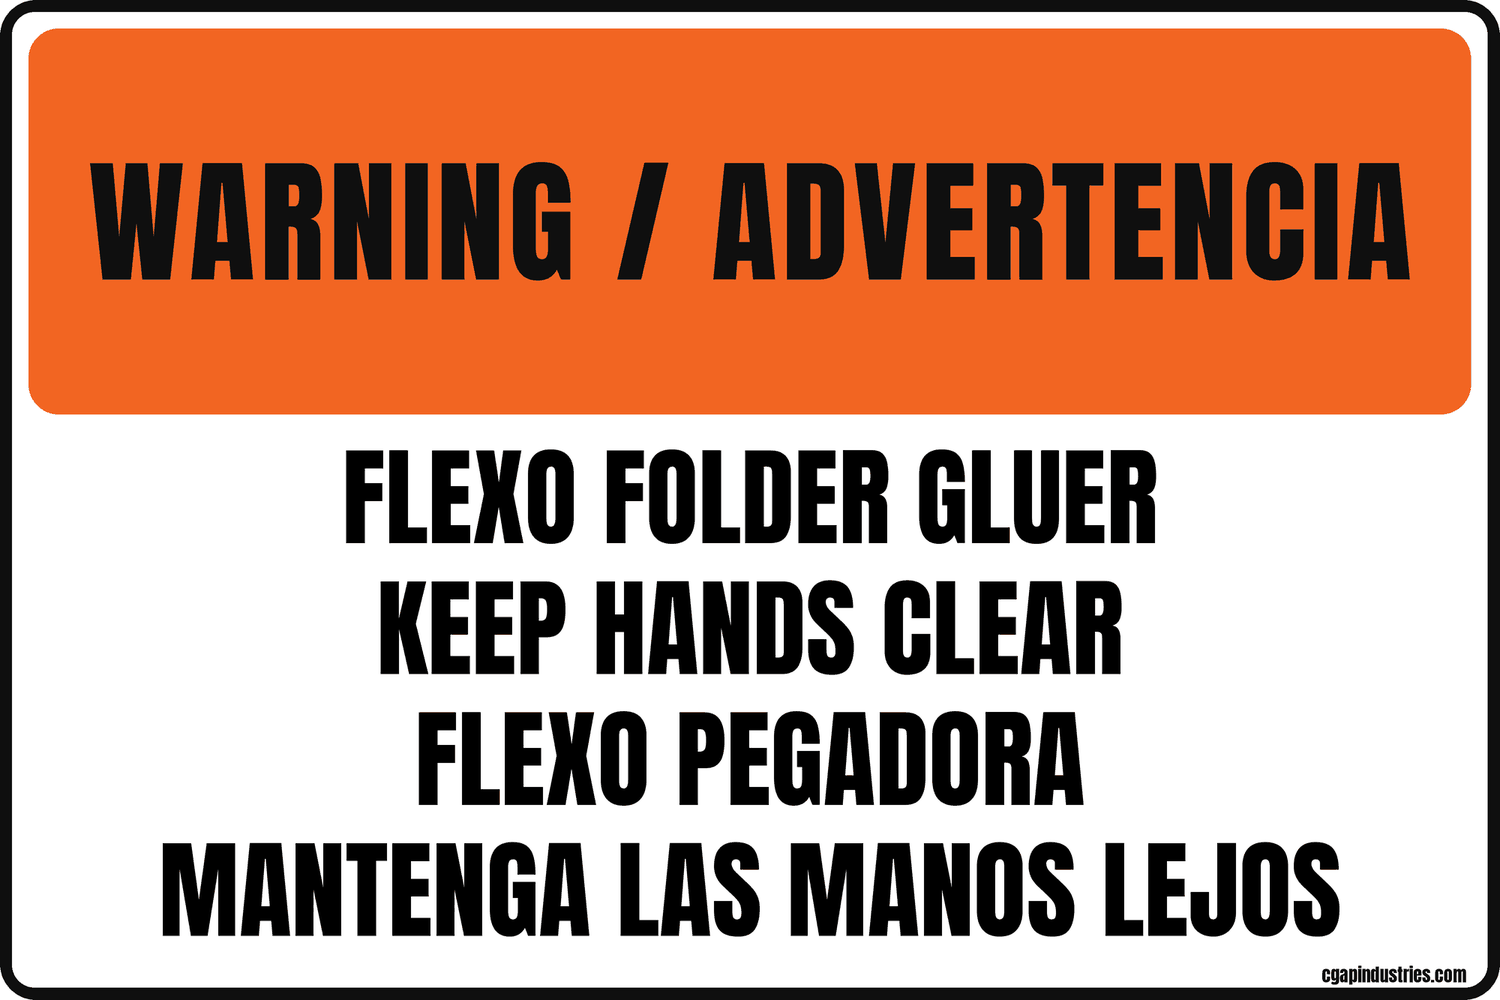 WARNING / ADVERTENCIA
FLEXO FOLDER GLUER
KEEP HANDS CLEAR
FLEXO PEGADORA
MANTENGA LAS MANOS LEJOS
cgapindustries.com